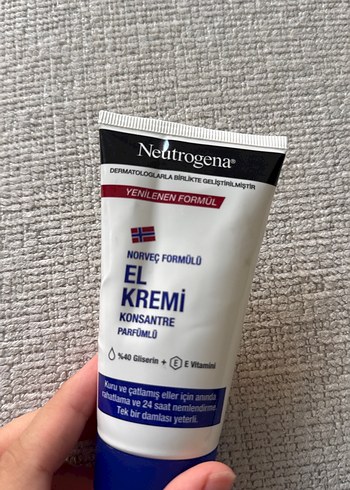 Neutrogena®
DERMATOLOGLARLA BİRLİKTE GELİŞTİRİLMİŞTİR
YENİLENEN FORMÜL
NORVEÇ FORMÜLÜ
EL
KREMİ
KONSANTRE
PARFÜMLÜ
%40 Gliserin + E E Vitamini
Kuru ve çatlamış eller için anında
rahatlama ve 24 saat nemlendirme.
Tek bir damlası yeterli.